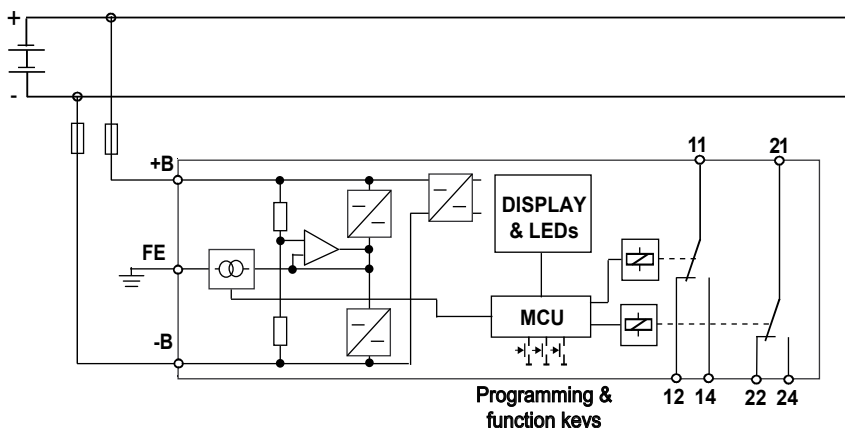 +
-
+B
11
21
DISPLAY
& LEDs
FE
MCU
-B
Programming &
function keys
12
14
22
24